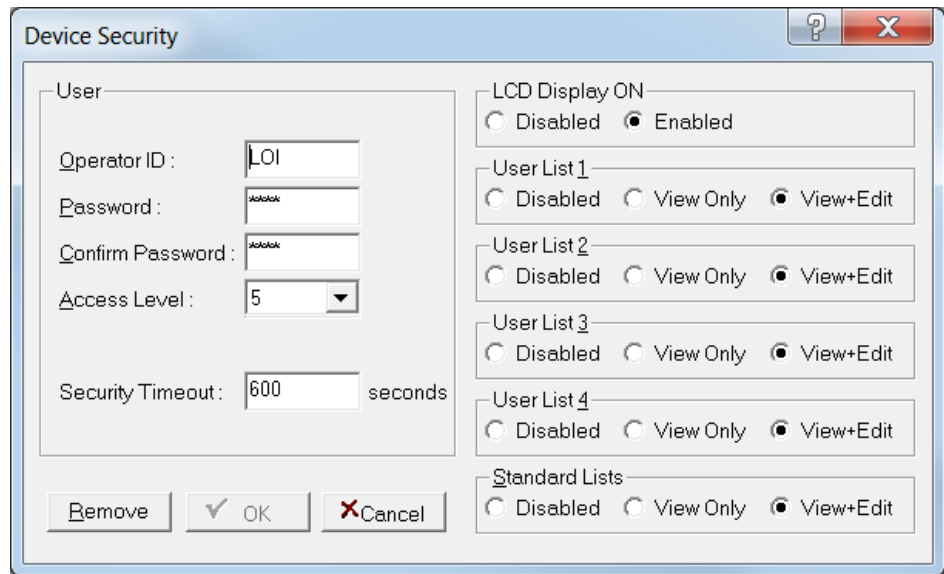 Device Security
User
Operator ID :
LOI
Password :
****
Confirm Password :
****
Access Level :
5
Security Timeout :
600
seconds
Remove
OK
Cancel
LCD Display ON
Disabled
Enabled
User List 1
Disabled
View Only
View+Edit
User List 2
Disabled
View Only
View+Edit
User List 3
Disabled
View Only
View+Edit
User List 4
Disabled
View Only
View+Edit
Standard Lists
Disabled
View Only
View+Edit